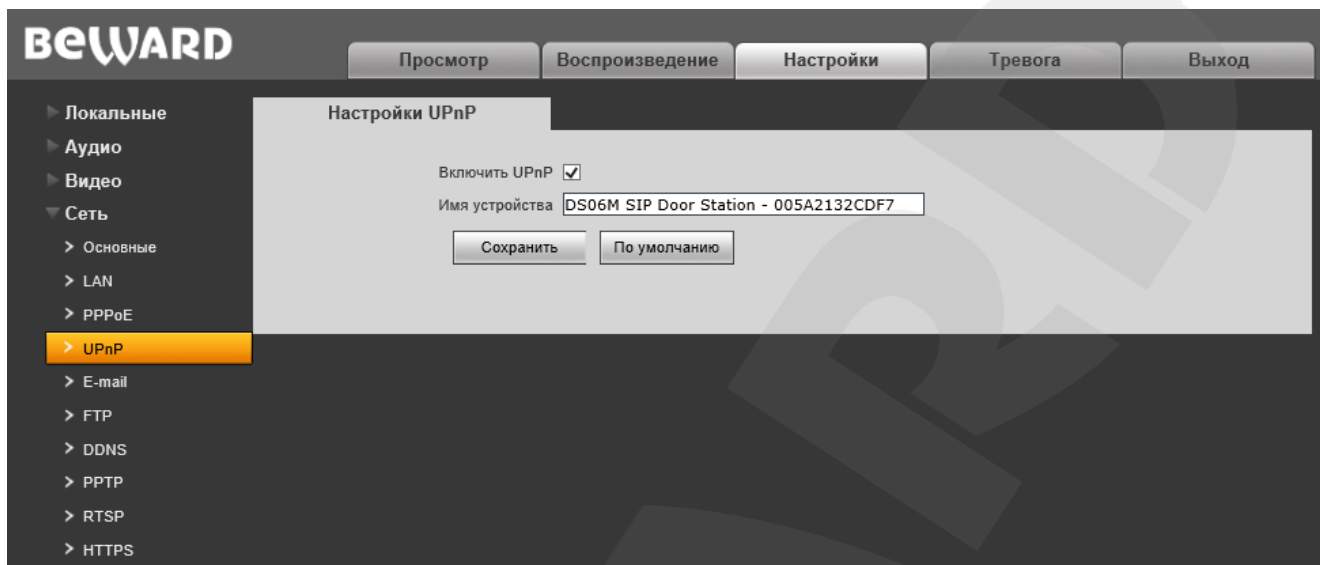 BEWARD
Просмотр Воспроизведение Настройки Тревога Выход
Локальные
Аудио
Видео
Сеть
Основные
LAN
PPPoE
UPnP
E-mail
FTP
DDNS
PPTP
RTSP
HTTPS
Настройки UPnP
Включить UPnP
Имя устройства DS06M SIP Door Station - 005A2132CDF7
Сохранить По умолчанию